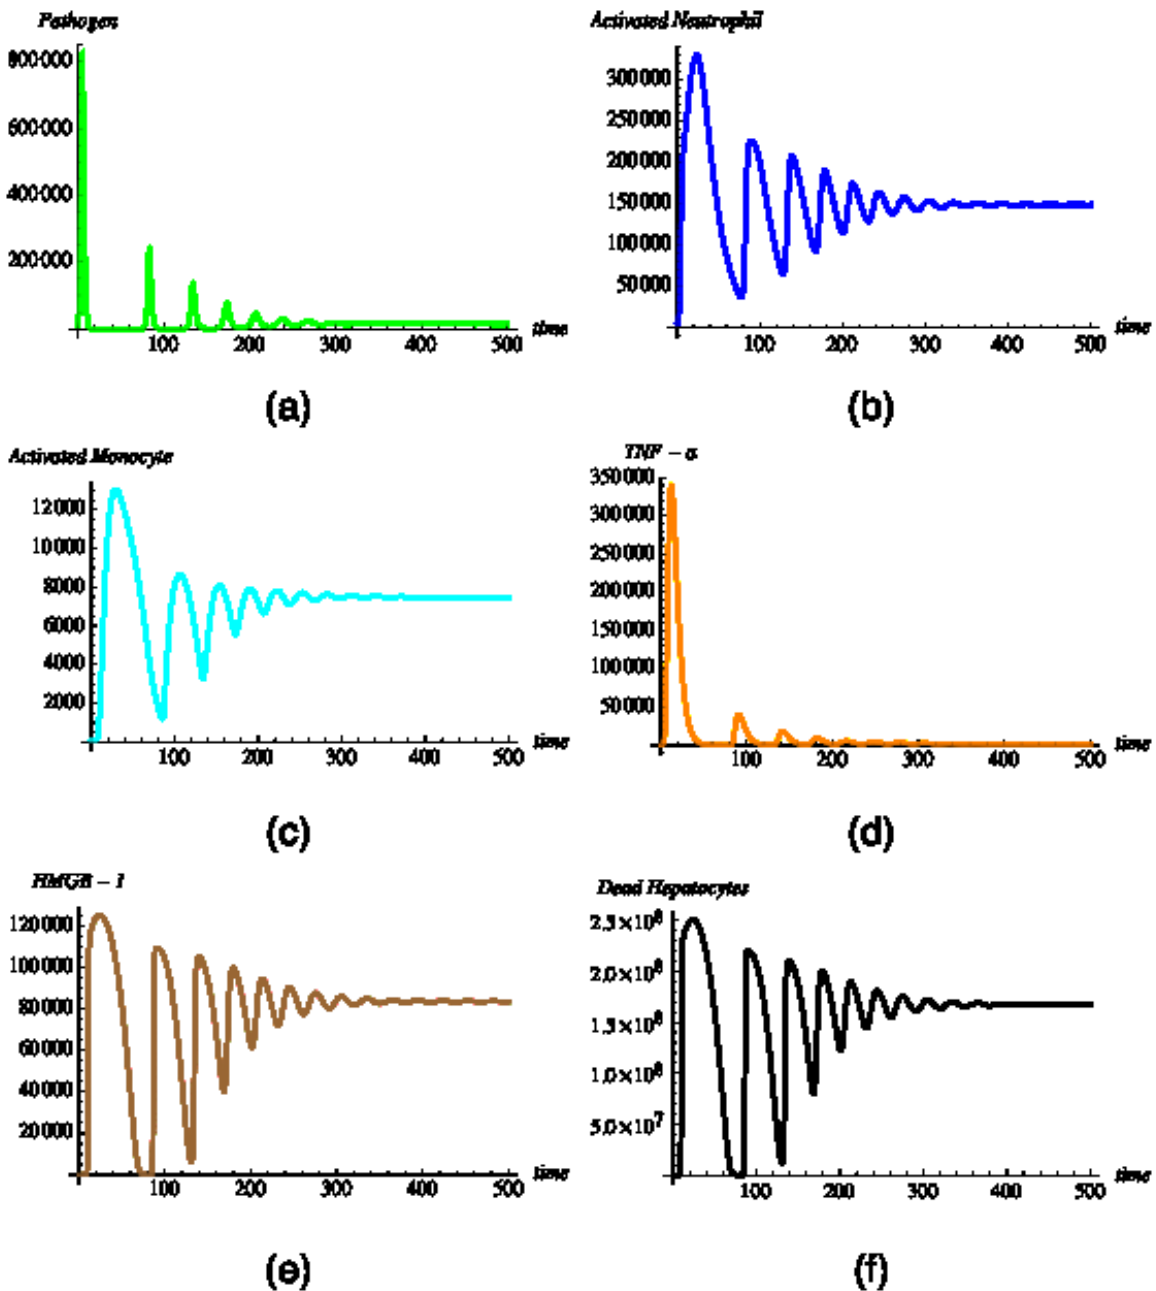 Pathogen
800000
600000
400000
200000
100 200 300 400 500 time
(a)
Activated Neutrophil
300000
250000
200000
150000
100000
50000
100 200 300 400 500 time
(b)
Activated Monocyte
12000
10000
8000
6000
4000
2000
100 200 300 400 500 time
(c)
TNF – α
350000
300000
250000
200000
150000
100000
50000
100 200 300 400 500 time
(d)
HMGB – 1
120000
100000
80000
60000
40000
20000
100 200 300 400 500 time
(e)
Dead Hepatocytes
2.5×10⁸
2.0×10⁸
1.5×10⁸
1.0×10⁸
5.0×10⁷
100 200 300 400 500 time
(f)